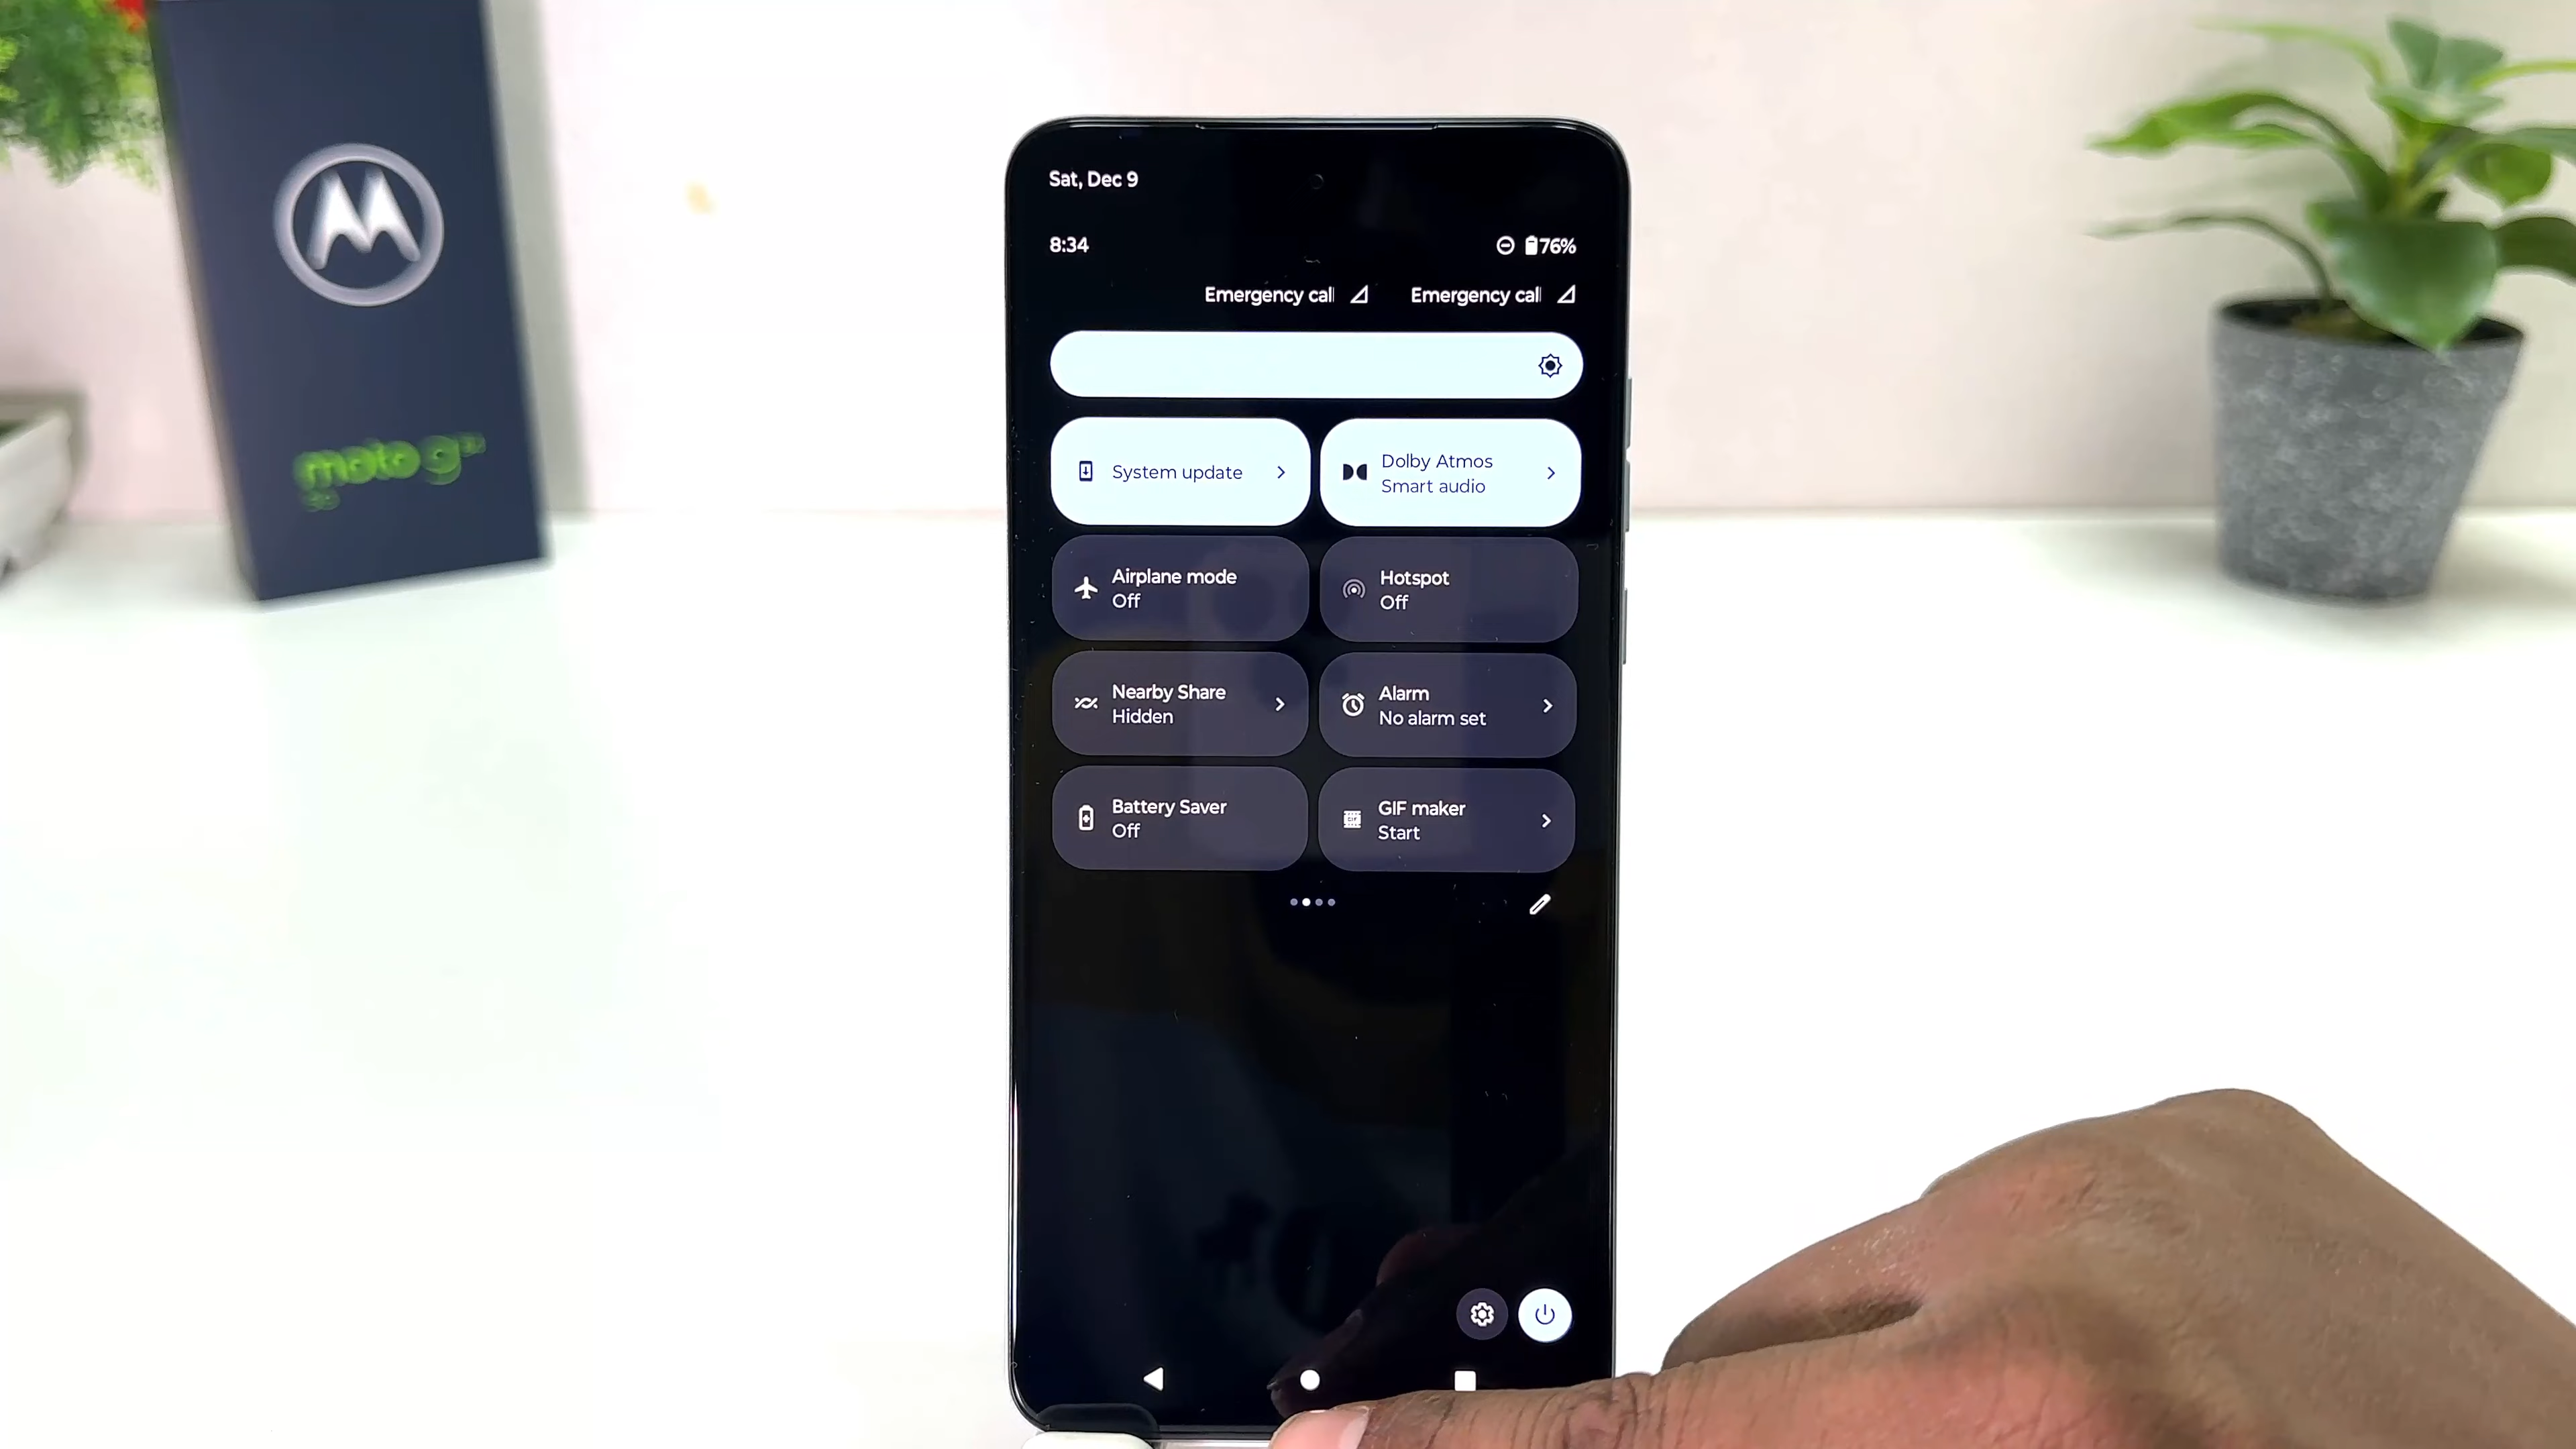 moto g
Sat, Dec 9
8:34
76%
Emergency call
Emergency call
System update
Dolby Atmos
Smart audio
Airplane mode
Off
Hotspot
Off
Nearby Share
Hidden
Alarm
No alarm set
Battery Saver
Off
GIF maker
Start